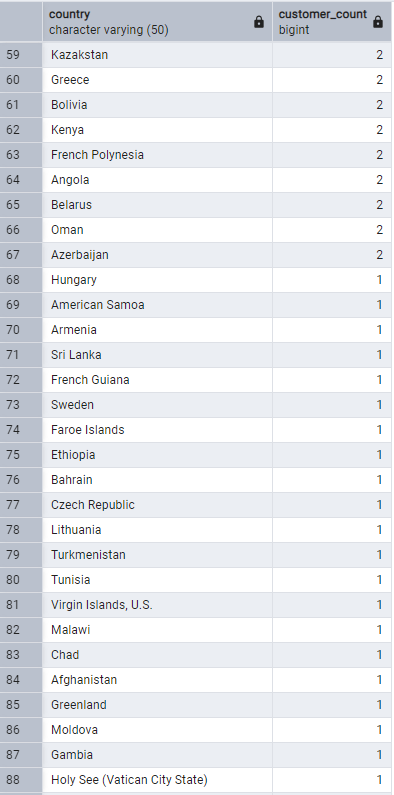 country customer_count
character varying (50) bigint
59 Kazakstan 2
60 Greece 2
61 Bolivia 2
62 Kenya 2
63 French Polynesia 2
64 Angola 2
65 Belarus 2
66 Oman 2
67 Azerbaijan 2
68 Hungary 1
69 American Samoa 1
70 Armenia 1
71 Sri Lanka 1
72 French Guiana 1
73 Sweden 1
74 Faroe Islands 1
75 Ethiopia 1
76 Bahrain 1
77 Czech Republic 1
78 Lithuania 1
79 Turkmenistan 1
80 Tunisia 1
81 Virgin Islands, U.S. 1
82 Malawi 1
83 Chad 1
84 Afghanistan 1
85 Greenland 1
86 Moldova 1
87 Gambia 1
88 Holy See (Vatican City State) 1